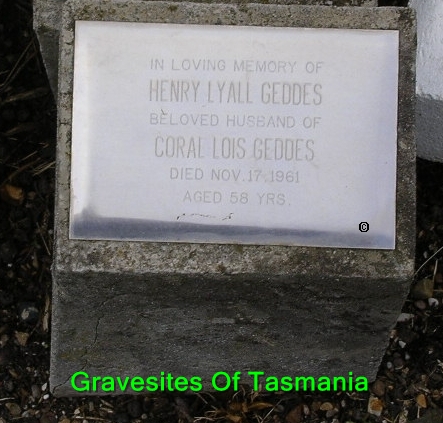 IN LOVING MEMORY OF
HENRY LYALL GEDDES
BELOVED HUSBAND OF
CORAL LOIS GEDDES
DIED NOV. 17. 1961
AGED 58 YRS.
©
Gravesites Of Tasmania